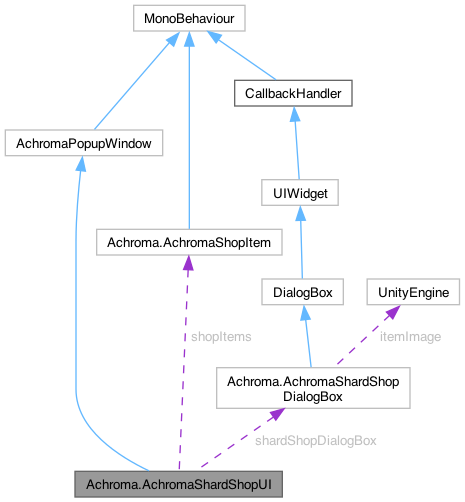 MonoBehaviour
CallbackHandler
AchromaPopupWindow
UIWidget
Achroma.AchromaShopItem
DialogBox
UnityEngine
shopItems
itemImage
Achroma.AchromaShardShop
DialogBox
shardShopDialogBox
Achroma.AchromaShardShopUI